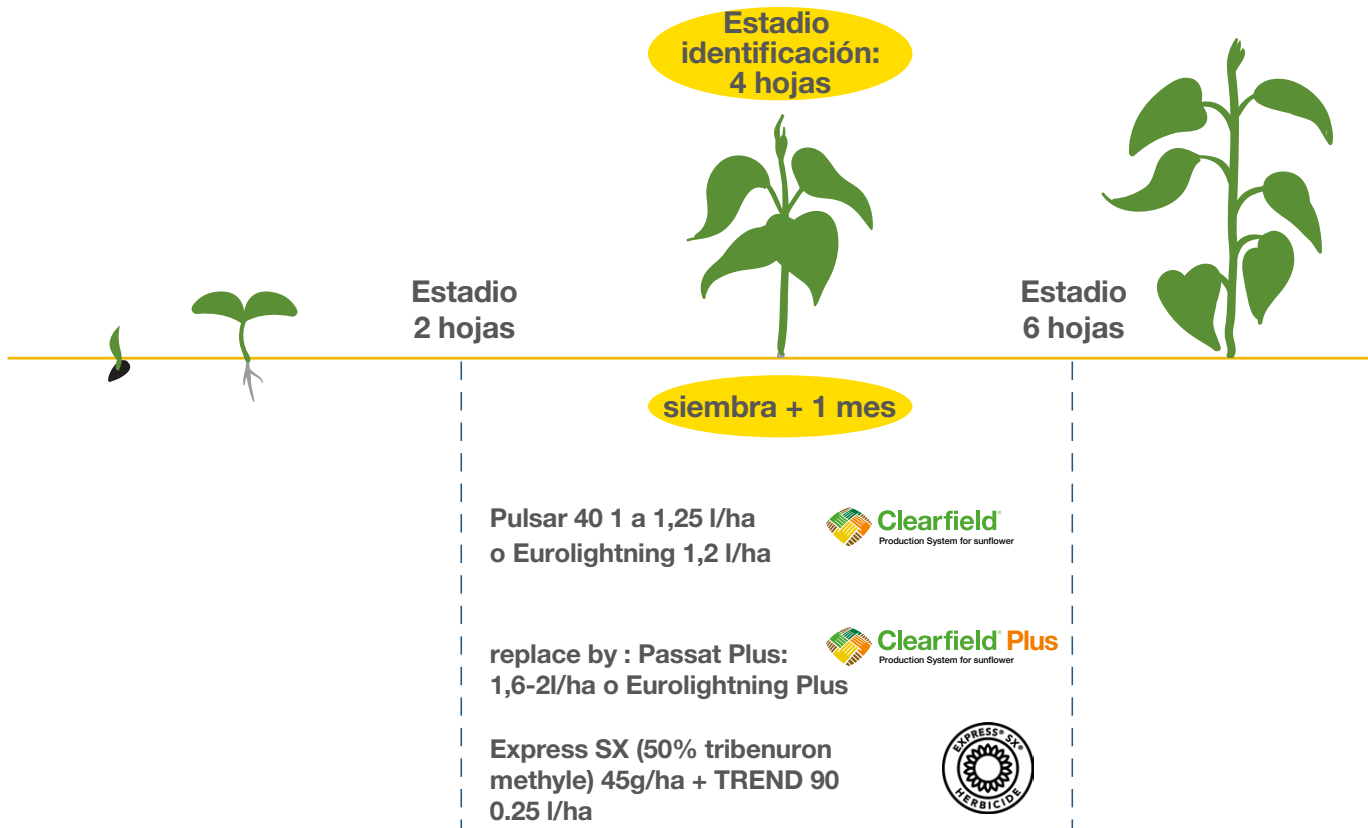 Estadio
identificación:
4 hojas
Estadio
2 hojas
Estadio
6 hojas
siembra + 1 mes
Pulsar 40 1 a 1,25 l/ha
o Eurolightning 1,2 l/ha
Clearfield®
Production System for sunflower
replace by : Passat Plus:
1,6-2l/ha o Eurolightning Plus
Clearfield® Plus
Production System for sunflower
Express SX (50% tribenuron
methyle) 45g/ha + TREND 90
0.25 l/ha
EXPRESS® SX®
HERBICIDE